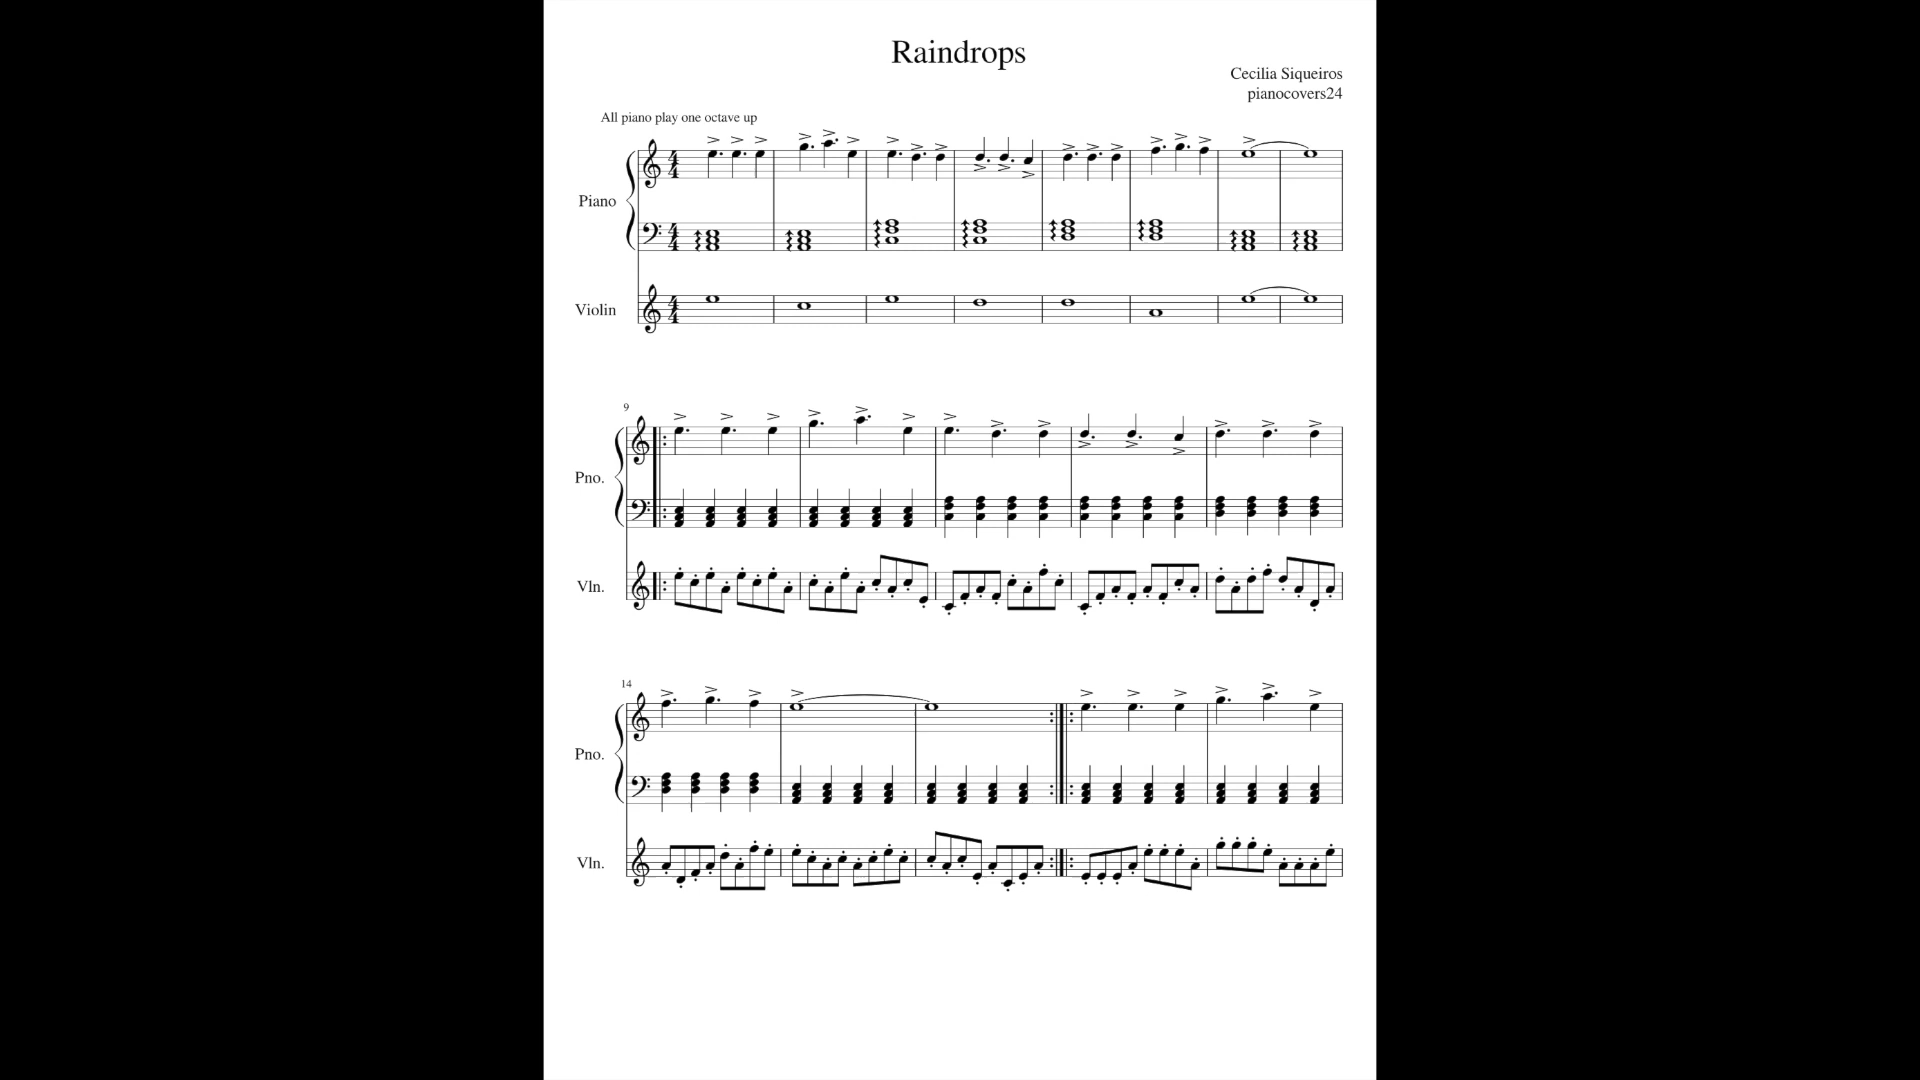 Raindrops
Cecilia Siqueiros
pianocovers24
All piano play one octave up
Piano
Violin
9
Pno.
Vln.
14
Pno.
Vln.